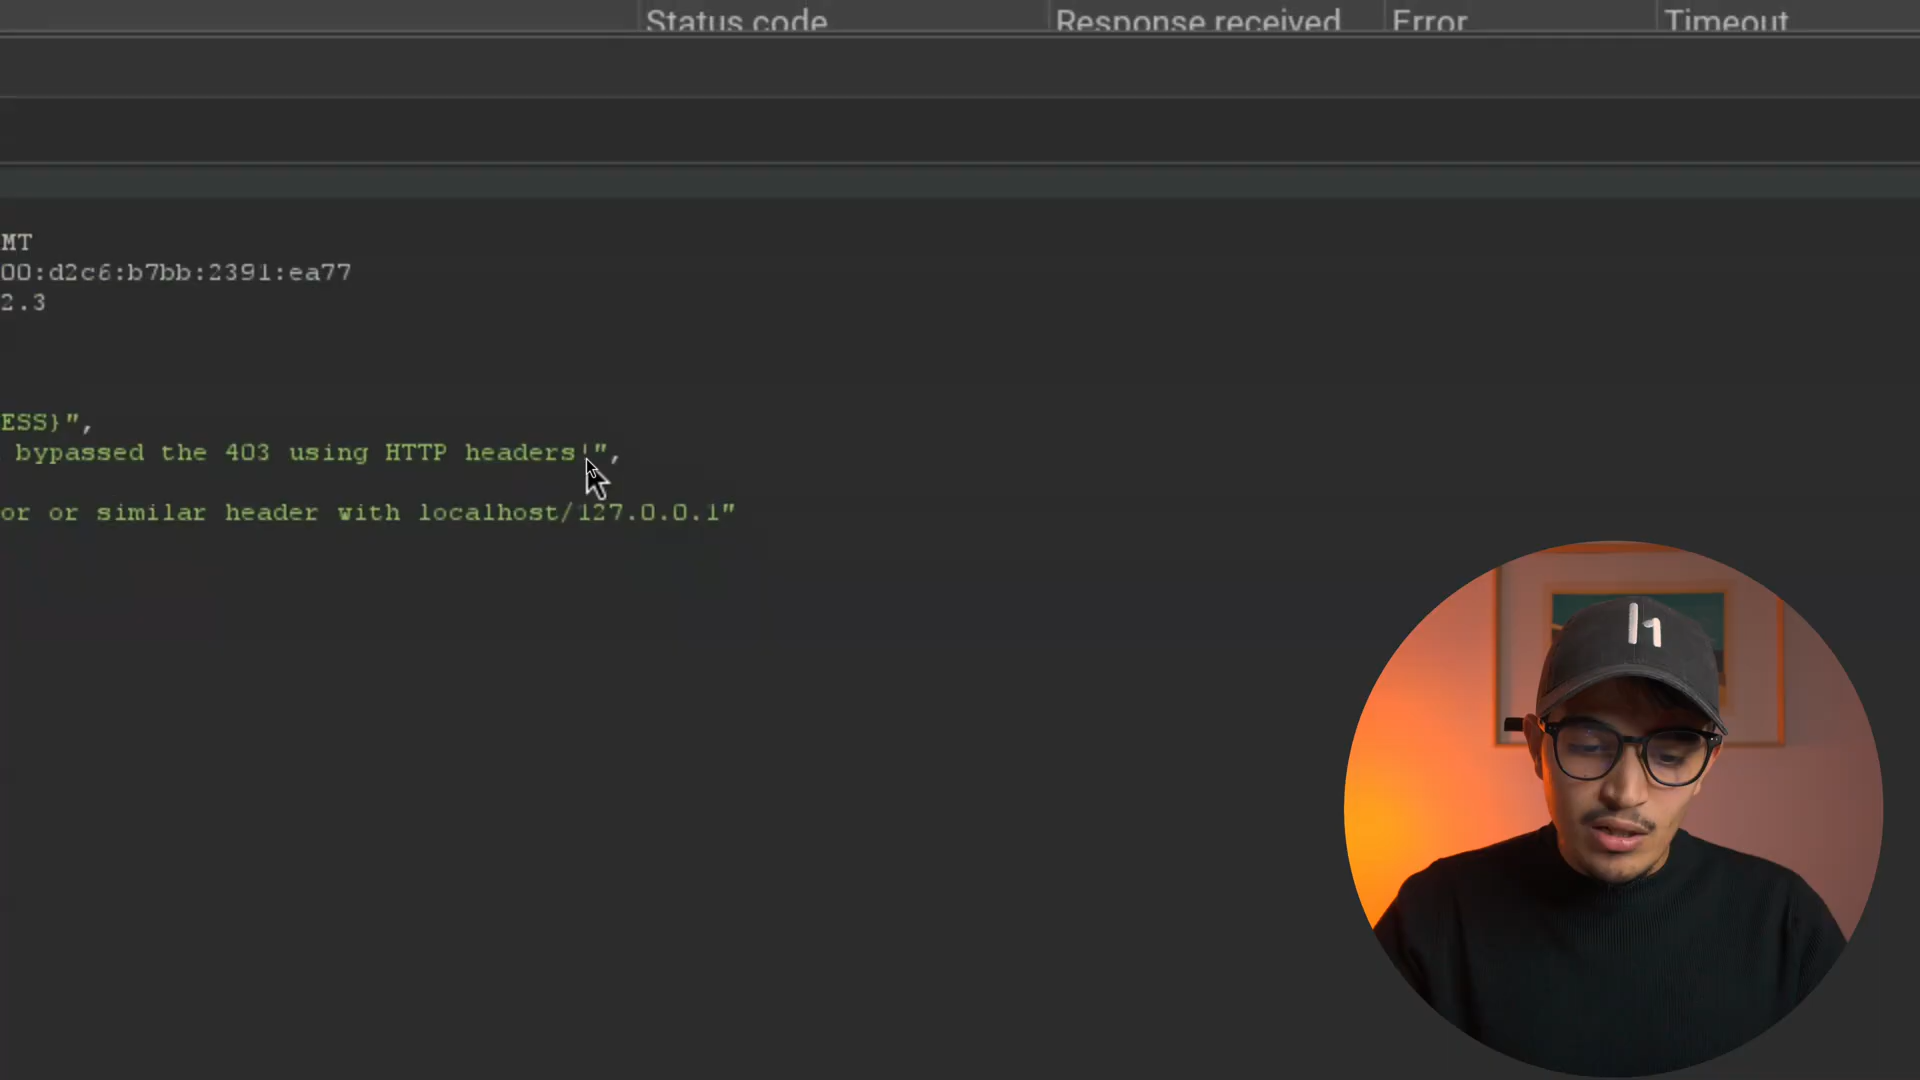 Status code Response received Error Timeout
MT
00:d2c6:b7bb:2391:ea77
2.3
ESS}",
bypassed the 403 using HTTP headers!",
or or similar header with localhost/127.0.0.1"